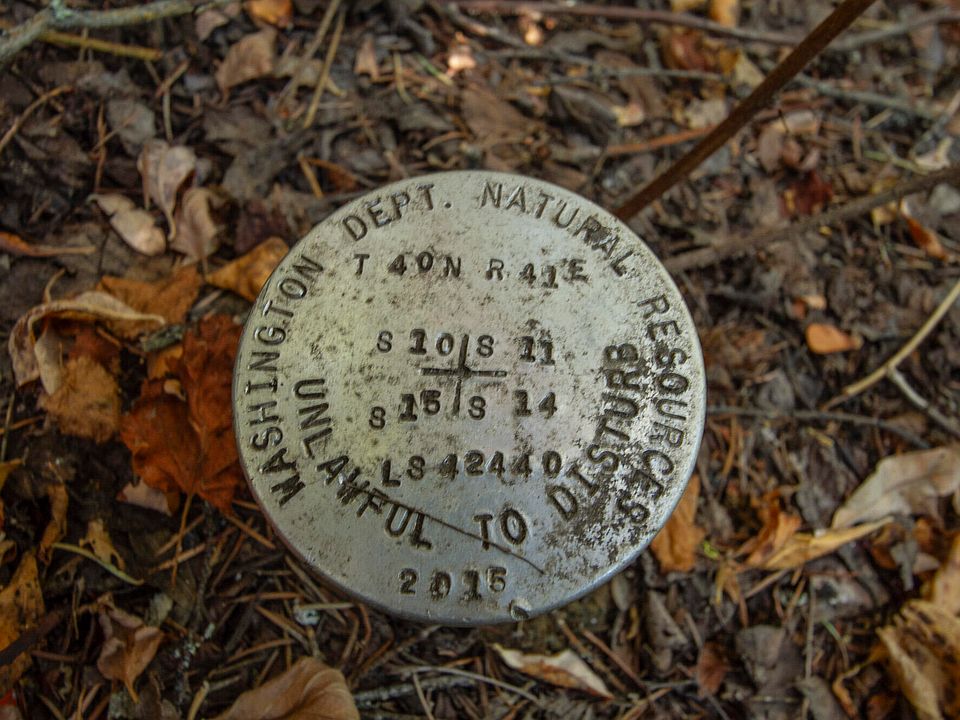 WASHINGTON DEPT. NATURAL RESOURCES
T 40N R 41E
S 10 S 11
S 15 S 14
LS 42440
UNLAWFUL TO DISTURB
2015